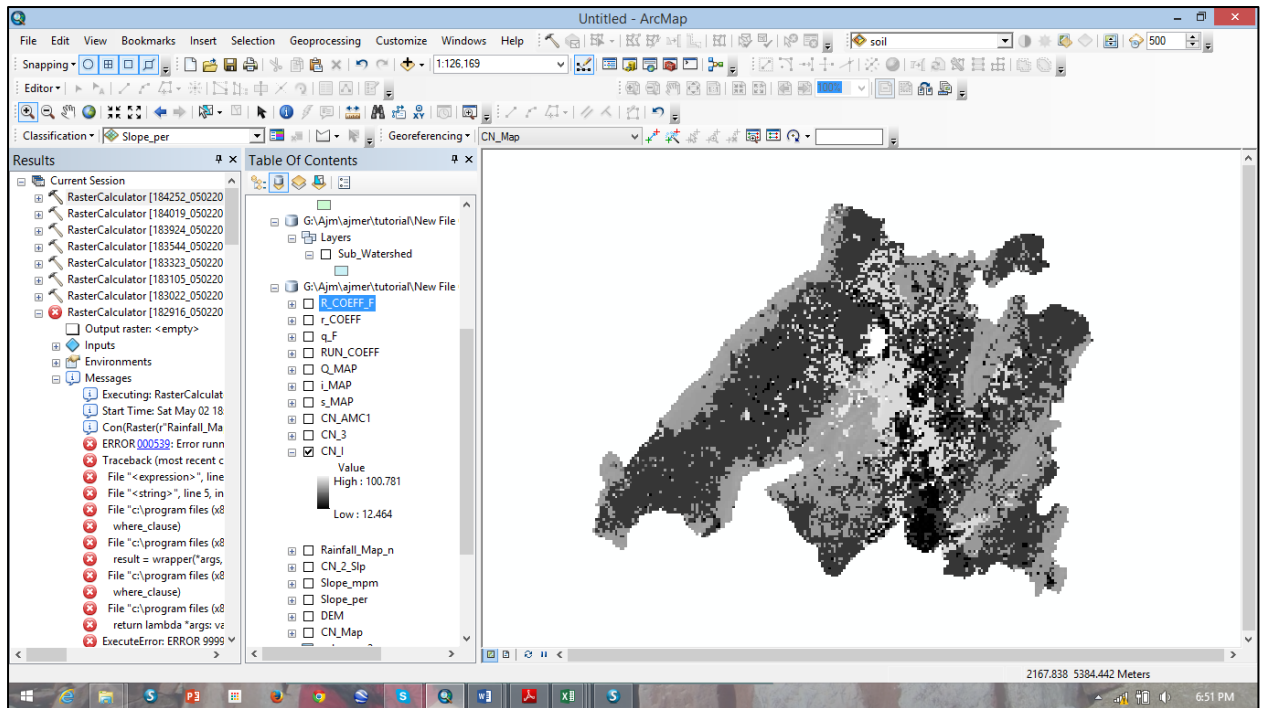 Untitled - ArcMap
File Edit View Bookmarks Insert Selection Geoprocessing Customize Windows Help
soil
500
Snapping
1:126,169
Editor
100%
Classification
Slope_per
Georeferencing
CN_Map
Results
Current Session
RasterCalculator [184252_050220
RasterCalculator [184019_050220
RasterCalculator [183924_050220
RasterCalculator [183544_050220
RasterCalculator [183323_050220
RasterCalculator [183105_050220
RasterCalculator [183022_050220
RasterCalculator [182916_050220
Output raster: <empty>
Inputs
Environments
Messages
Executing: RasterCalculat
Start Time: Sat May 02 18
Con(Raster(r"Rainfall_Ma
ERROR 000539: Error runn
Traceback (most recent c
File "<expression>", line
File "<string>", line 5, in
File "c:\program files (x8
where_clause)
File "c:\program files (x8
result = wrapper(*args,
File "c:\program files (x8
where_clause)
File "c:\program files (x8
return lambda *args: va
ExecuteError: ERROR 9999
Table Of Contents
G:\Ajm\ajmer\tutorial\New File
Layers
Sub_Watershed
G:\Ajm\ajmer\tutorial\New File
R_COEFF_F
r_COEFF
q_F
RUN_COEFF
Q_MAP
i_MAP
s_MAP
CN_AMC1
CN_3
CN_I
Value
High : 100.781
Low : 12.464
Rainfall_Map_n
CN_2_Slp
Slope_mpm
Slope_per
DEM
CN_Map
2167.838 5384.442 Meters
6:51 PM